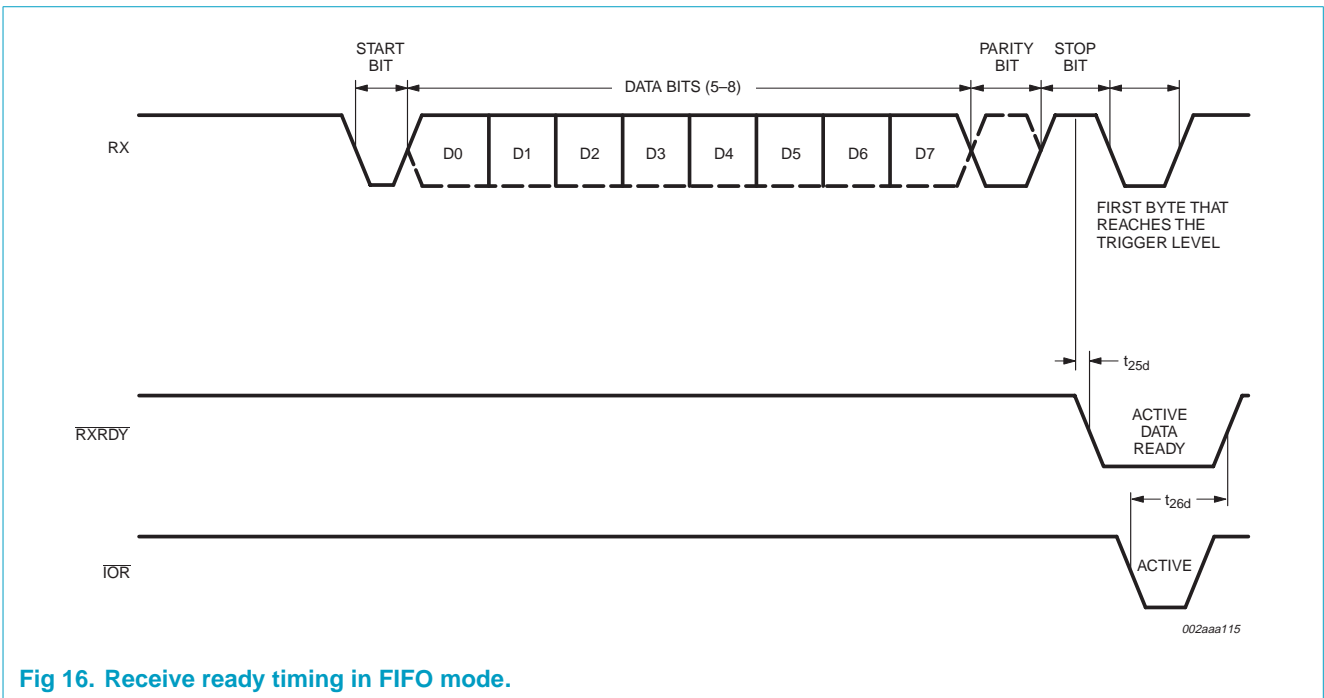 START
BIT
DATA BITS (5–8)
PARITY
BIT
STOP
BIT
RX
D0 D1 D2 D3 D4 D5 D6 D7
FIRST BYTE THAT
REACHES THE
TRIGGER LEVEL
t25d
RXRDY
ACTIVE
DATA
READY
t26d
IOR
ACTIVE
002aaa115
Fig 16. Receive ready timing in FIFO mode.